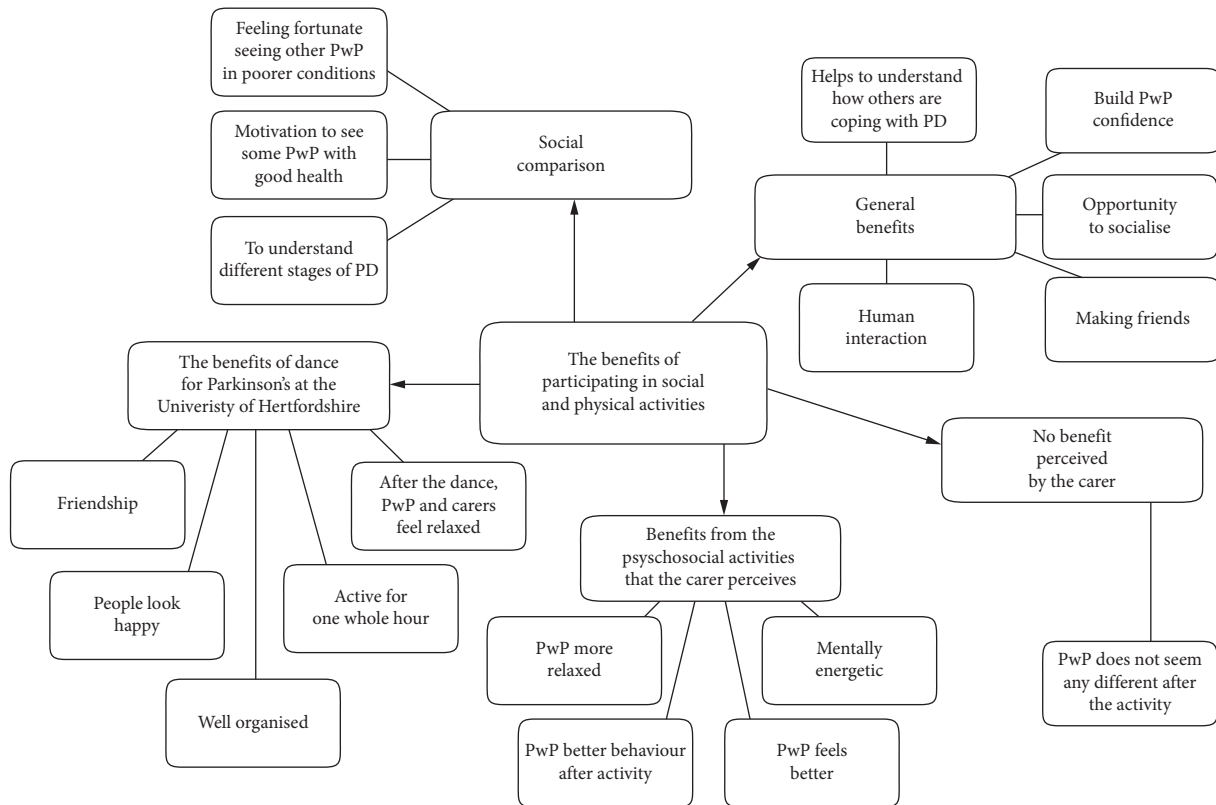 Feeling fortunate
seeing other PwP
in poorer conditions
Motivation to see
some PwP with
good health
To understand
different stages of PD
Social
comparison
Helps to understand
how others are
coping with PD
Build PwP
confidence
General
benefits
Opportunity
to socialise
Human
interaction
Making friends
The benefits of
participating in social
and physical activities
The benefits of dance
for Parkinson's at the
Univeristy of Hertfordshire
Friendship
People look
happy
Well organised
Active for
one whole hour
After the dance,
PwP and carers
feel relaxed
Benefits from the
psyschosocial activities
that the carer perceives
PwP more
relaxed
PwP better behaviour
after activity
PwP feels
better
Mentally
energetic
No benefit
perceived
by the carer
PwP does not seem
any different after
the activity